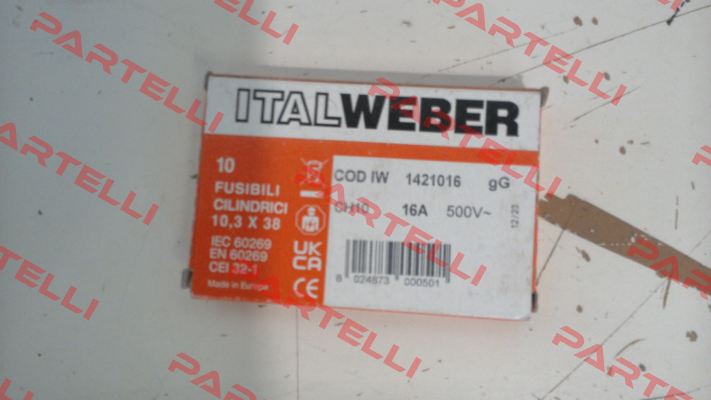 ITALWEBER
10
FUSIBILI
CILINDRICI
10,3 X 38
IEC 60269
EN 60269
CEI 32-1
Made in Europe
UK
CA
CE
COD IW 1421016 gG
CH10 16A 500V~
12/23
8 024873 000501
PARTELLI
PARTELLI
PARTELLI
PARTELLI
PARTELLI
PARTELLI
PARTELLI
PARTELLI